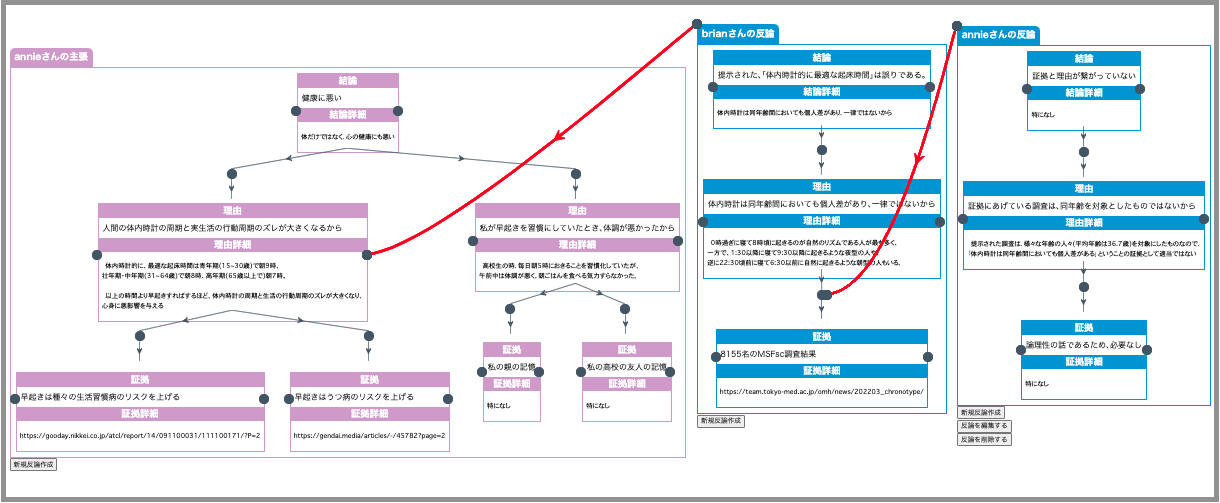 annieさんの主張
結論
健康に悪い
結論詳細
体だけではなく、心の健康にも悪い
理由
人間の体内時計の周期と実生活の行動周期のズレが大きくなるから
理由詳細
体内時計的に、最適な起床時間は青年期(15~30歳)で朝9時、
壮年期・中年期(31~64歳)で朝8時、高年期(65歳以上)で朝7時。
以上の時間より早起きすればするほど、体内時計の周期と生活の行動周期のズレが大きくなり、
心身に悪影響を与える
理由
私が早起きを習慣にしていたとき、体調が悪かったから
理由詳細
高校生の時、毎日朝5時におきることを習慣化していたが、
午前中は体調が悪く、朝ごはんを食べる気力すらなかった。
証拠
早起きは種々の生活習慣病のリスクを上げる
証拠詳細
https://gooday.nikkei.co.jp/atcl/report/14/091100031/111100171/?P=2
証拠
早起きはうつ病のリスクを上げる
証拠詳細
https://gendai.media/articles/-/45782?page=2
証拠
私の親の記憶
証拠詳細
特になし
証拠
私の高校の友人の記憶
証拠詳細
特になし
新規反論作成
brianさんの反論
結論
提示された、「体内時計的に最適な起床時間」は誤りである。
結論詳細
体内時計は同年齢間においても個人差があり、一律ではないから
理由
体内時計は同年齢間においても個人差があり、一律ではないから
理由詳細
0時過ぎに寝て8時頃に起きるのが自然のリズムである人が最も多く、
一方で、1:30以降に寝て9:30以降に起きるような夜型の人や、
逆に22:30頃前に寝て6:30以前に自然に起きるような朝型の人もいる。
証拠
8155名のMSFsc調査結果
証拠詳細
https://team.tokyo-med.ac.jp/omh/news/202203_chronotype/
新規反論作成
annieさんの反論
結論
証拠と理由が繋がっていない
結論詳細
特になし
理由
証拠にあげている調査は、同年齢を対象としたものではないから
理由詳細
提示された調査は、様々な年齢の人々(平均年齢は36.7歳)を対象にしたものなので、
「体内時計は同年齢間においても個人差がある」ということの証拠として適当ではない
証拠
論理性の話であるため、必要なし
証拠詳細
特になし
新規反論作成
反論を編集する
反論を削除する